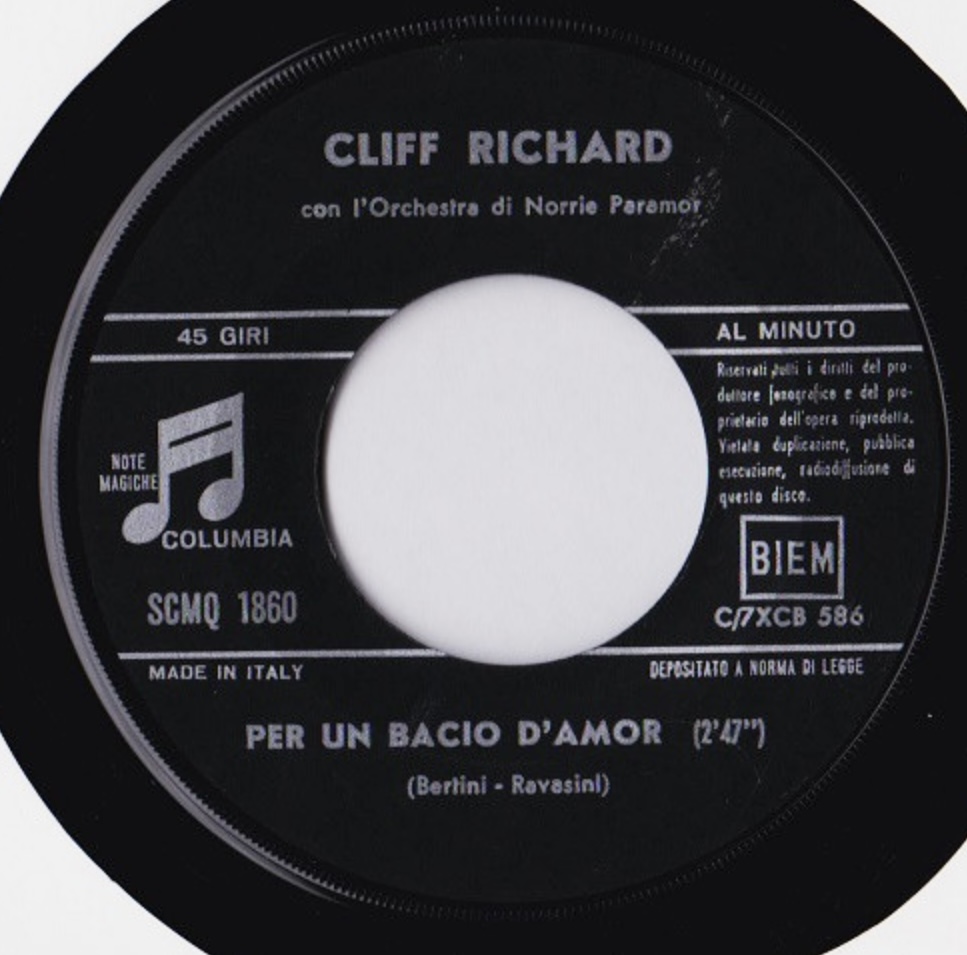 CLIFF RICHARD
con l'Orchestra di Norrie Paramor
45 GIRI
AL MINUTO
Riservati tutti i diritti del pro-
duttore fonografico e del pro-
prietario dell'opera riprodotta.
Vietata duplicazione, pubblica
esecuzione, radiodiffusione di
questo disco.
NOTE
MAGICHE
COLUMBIA
BIEM
SCMQ 1860
C/7XCB 586
MADE IN ITALY
DEPOSITATO A NORMA DI LEGGE
PER UN BACIO D'AMOR (2'47")
(Bertini - Ravasini)